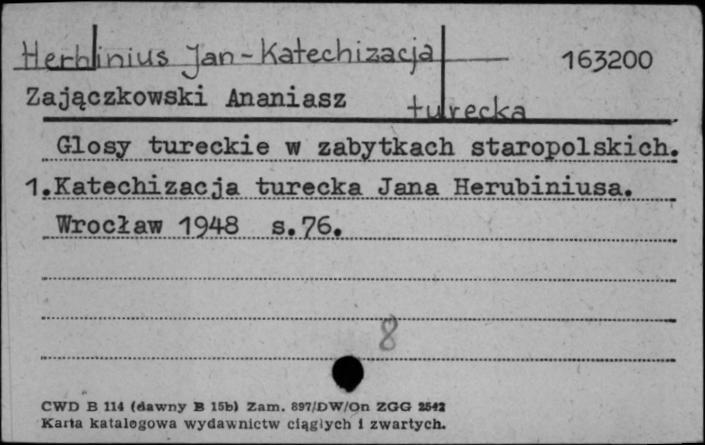 Herbinius Jan - Katechizacja
163200
Zajączkowski Ananiasz
turecka
Glosy tureckie w zabytkach staropolskich.
1. Katechizacja turecka Jana Herubiniusa.
Wrocław 1948 s.76.
8
CWD B 114 (dawny B 15b) Zam. 897/DW/On ZGG 2542
Karta katalogowa wydawnictw ciągłych i zwartych.